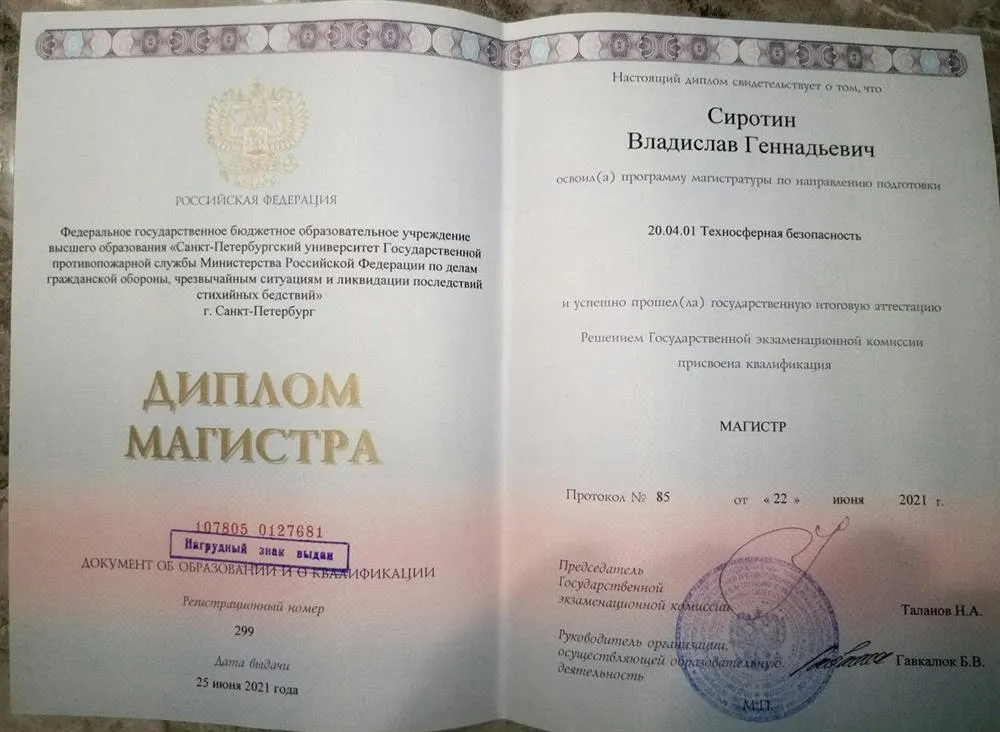 РОССИЙСКАЯ ФЕДЕРАЦИЯ
Федеральное государственное бюджетное образовательное учреждение
высшего образования «Санкт-Петербургский университет Государственной
противопожарной службы Министерства Российской Федерации по делам
гражданской обороны, чрезвычайным ситуациям и ликвидации последствий
стихийных бедствий»
г. Санкт-Петербург
ДИПЛОМ
МАГИСТРА
107805 0127681
Нагрудный знак выдан
ДОКУМЕНТ ОБ ОБРАЗОВАНИИ И О КВАЛИФИКАЦИИ
Регистрационный номер
299
Дата выдачи
25 июня 2021 года
Настоящий диплом свидетельствует о том, что
Сиротин
Владислав Геннадьевич
освоил(а) программу магистратуры по направлению подготовки
20.04.01 Техносферная безопасность
и успешно прошел(ла) государственную итоговую аттестацию
Решением Государственной экзаменационной комиссии
присвоена квалификация
МАГИСТР
Протокол № 85 от «22» июня 2021 г.
Председатель
Государственной
экзаменационной комиссии
Таланов Н.А.
Руководитель организации,
осуществляющей образовательную
деятельность
Гавкалюк Б.В.
М.П.